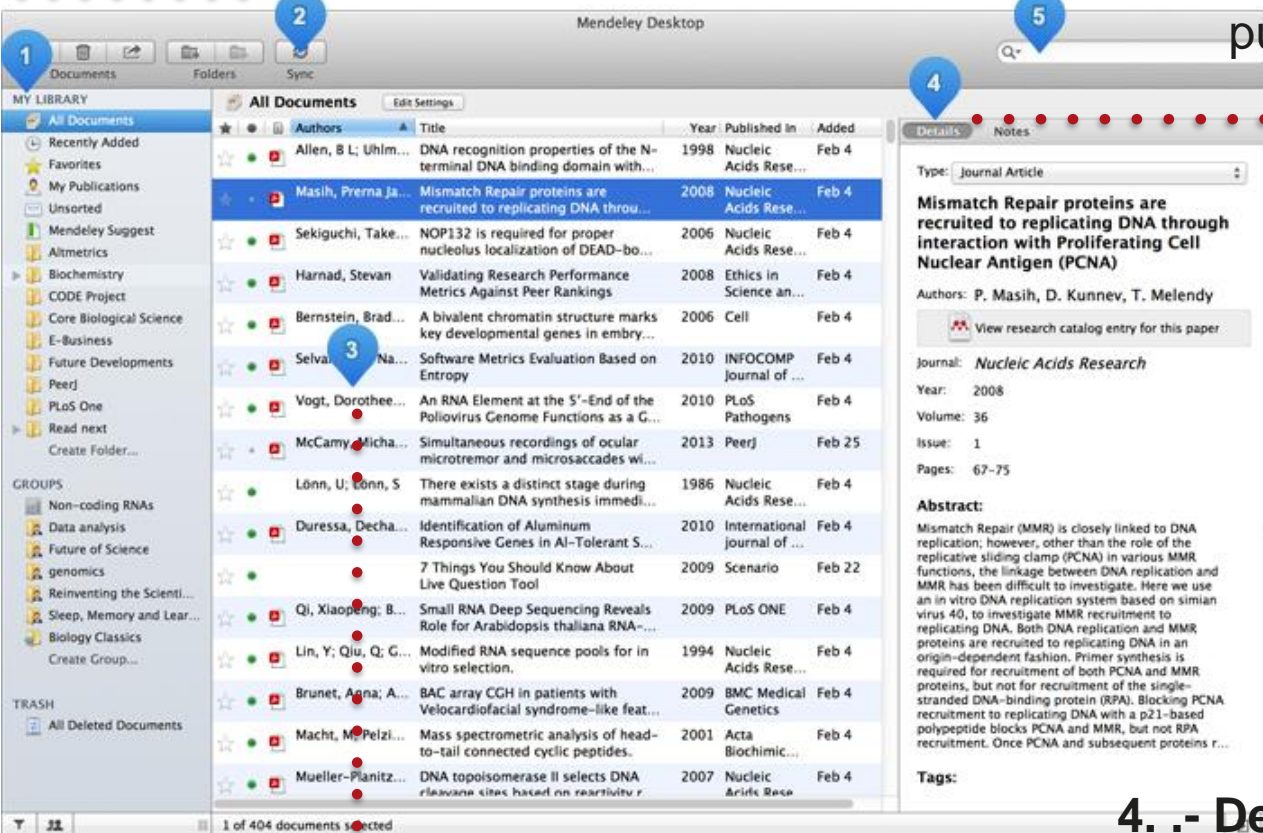 Mendeley Desktop
2
5
pu
1
Documents
Folders
Sync
4
MY LIBRARY
All Documents
Recently Added
Favorites
My Publications
Unsorted
Mendeley Suggest
Altmetrics
Biochemistry
CODE Project
Core Biological Science
E-Business
Future Developments
PeerJ
PLoS One
Read next
Create Folder...
GROUPS
Non-coding RNAs
Data analysis
Future of Science
genomics
Reinventing the Scienti...
Sleep, Memory and Lear...
Biology Classics
Create Group...
TRASH
All Deleted Documents
All Documents Edit Settings
Authors Title Year Published In Added
Allen, B L; Uhlm... DNA recognition properties of the N- 1998 Nucleic Feb 4
terminal DNA binding domain with... Acids Rese...
Masih, Prerna Ja... Mismatch Repair proteins are 2008 Nucleic Feb 4
recruited to replicating DNA throu... Acids Rese...
Sekiguchi, Take... NOP132 is required for proper 2006 Nucleic Feb 4
nucleolus localization of DEAD-bo... Acids Rese...
Harnad, Stevan Validating Research Performance 2008 Ethics in Feb 4
Metrics Against Peer Rankings Science an...
Bernstein, Brad... A bivalent chromatin structure marks 2006 Cell Feb 4
key developmental genes in embry...
3
Selva Na... Software Metrics Evaluation Based on 2010 INFOCOMP Feb 4
Entropy Journal of ...
Vogt, Dorothee... An RNA Element at the 5'-End of the 2010 PLoS Feb 4
Poliovirus Genome Functions as a G... Pathogens
McCamy, Micha... Simultaneous recordings of ocular 2013 PeerJ Feb 25
microtremor and microsaccades wi...
Lönn, U; Lönn, S There exists a distinct stage during 1986 Nucleic Feb 4
mammalian DNA synthesis immedi... Acids Rese...
Duressa, Decha... Identification of Aluminum 2010 International Feb 4
Responsive Genes in Al-Tolerant S... journal of ...
7 Things You Should Know About 2009 Scenario Feb 22
Live Question Tool
Qi, Xiaopeng; B... Small RNA Deep Sequencing Reveals 2009 PLoS ONE Feb 4
Role for Arabidopsis thaliana RNA-...
Lin, Y; Qiu, Q; G... Modified RNA sequence pools for in 1994 Nucleic Feb 4
vitro selection. Acids Rese...
Brunet, Anna; A... BAC array CGH in patients with 2009 BMC Medical Feb 4
Velocardiofacial syndrome-like feat... Genetics
Macht, M; Pelzi... Mass spectrometric analysis of head- 2001 Acta Feb 4
to-tail connected cyclic peptides. Biochimic...
Mueller-Planitz... DNA topoisomerase II selects DNA 2007 Nucleic Feb 4
cleavage sites based on reactivity r Acids Rese
1 of 404 documents selected
Details Notes
Type: Journal Article
Mismatch Repair proteins are
recruited to replicating DNA through
interaction with Proliferating Cell
Nuclear Antigen (PCNA)
Authors: P. Masih, D. Kunnev, T. Melendy
View research catalog entry for this paper
Journal: Nucleic Acids Research
Year: 2008
Volume: 36
Issue: 1
Pages: 67-75
Abstract:
Mismatch Repair (MMR) is closely linked to DNA
replication; however, other than the role of the
replicative sliding clamp (PCNA) in various MMR
functions, the linkage between DNA replication and
MMR has been difficult to investigate. Here we use
an in vitro DNA replication system based on simian
virus 40, to investigate MMR recruitment to
replicating DNA. Both DNA replication and MMR
proteins are recruited to replicating DNA in an
origin-dependent fashion. Primer synthesis is
required for recruitment of both PCNA and MMR
proteins, but not for recruitment of the single-
stranded DNA-binding protein (RPA). Blocking PCNA
recruitment to replicating DNA with a p21-based
polypeptide blocks PCNA and MMR, but not RPA
recruitment. Once PCNA and subsequent proteins r...
Tags:
4. .- De